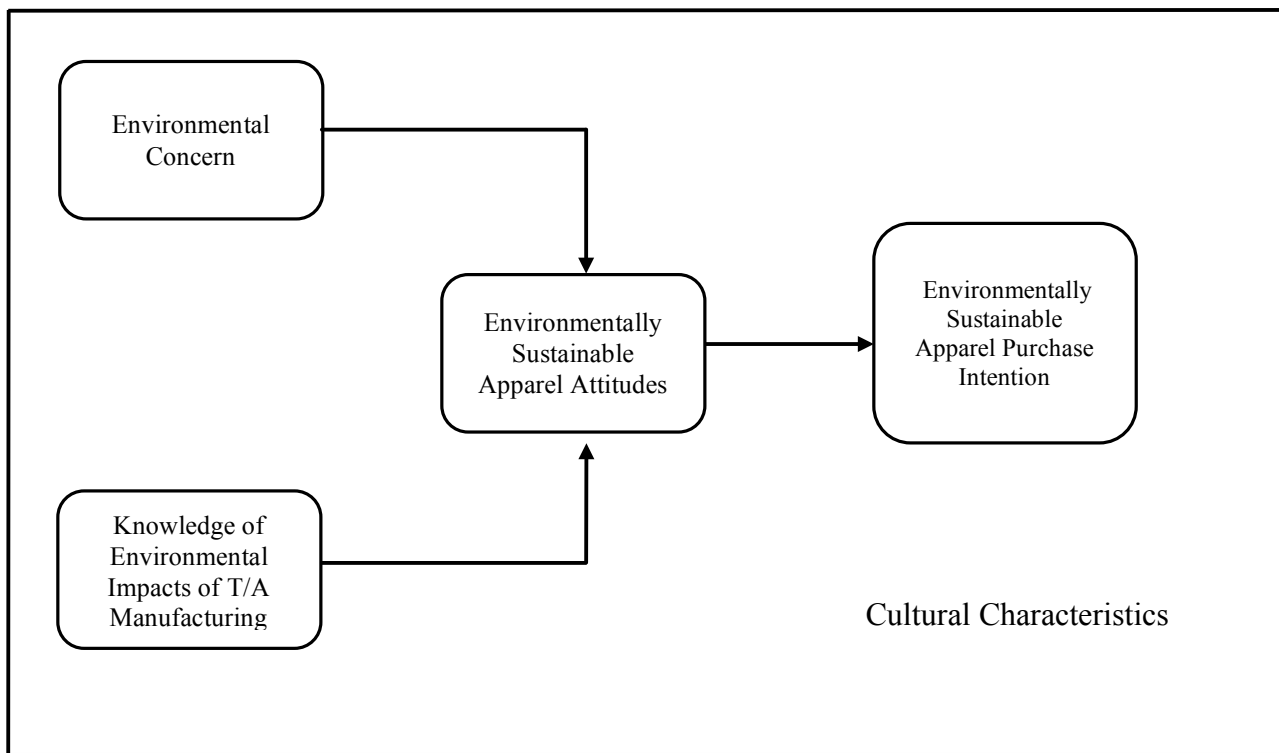 Environmental
Concern
Environmentally
Sustainable
Apparel Attitudes
Environmentally
Sustainable
Apparel Purchase
Intention
Knowledge of
Environmental
Impacts of T/A
Manufacturing
Cultural Characteristics